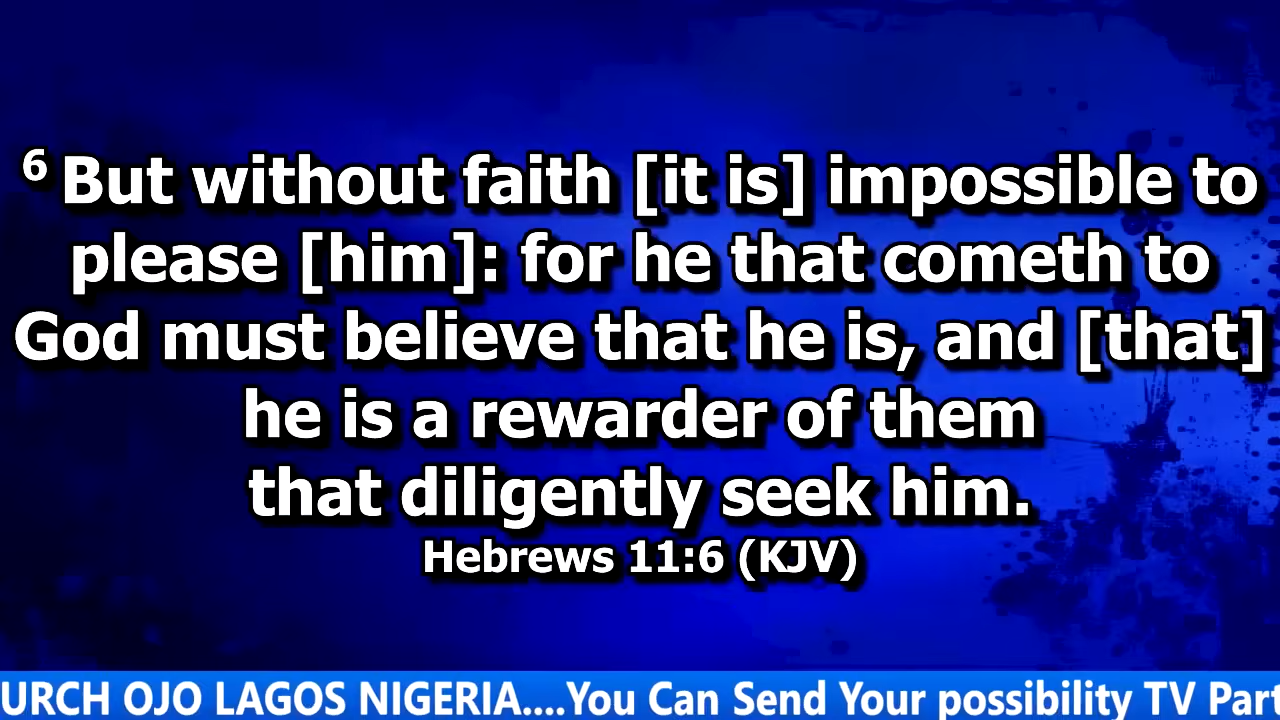 6 But without faith [it is] impossible to
please [him]: for he that cometh to
God must believe that he is, and [that]
he is a rewarder of them
that diligently seek him.
Hebrews 11:6 (KJV)
OJO LAGOS NIGERIA....You Can Send Your possibility TV